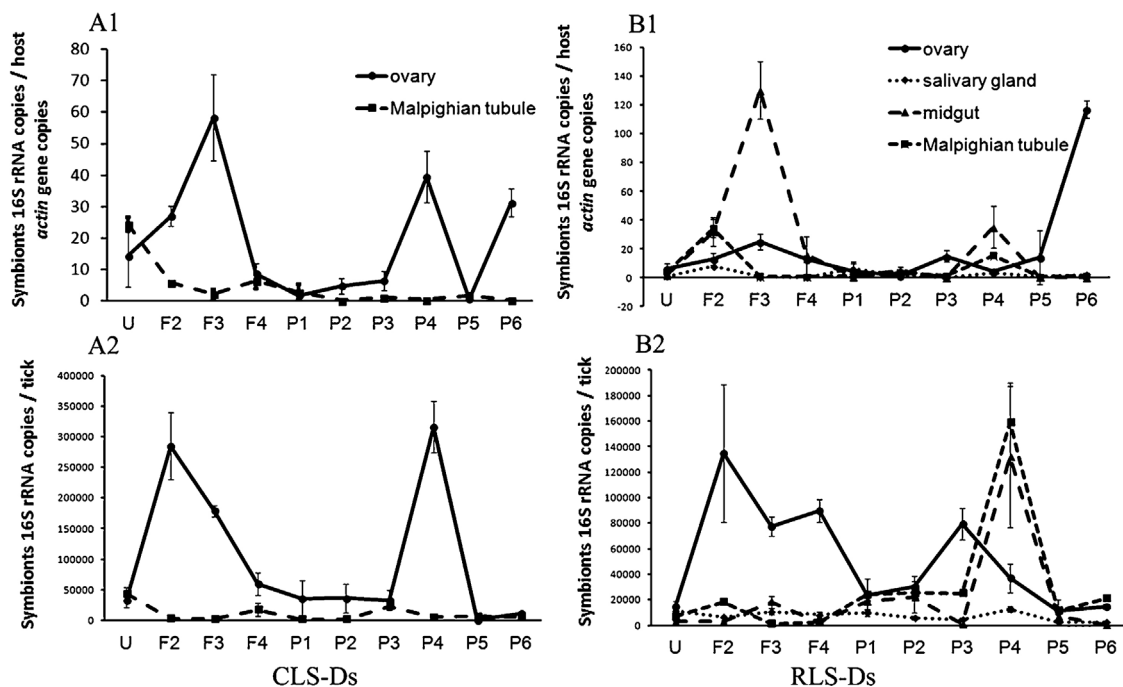 A1
Symbionts 16S rRNA copies / host
actin gene copies
80
70
60
50
40
30
20
10
0
ovary
Malpighian tubule
U F2 F3 F4 P1 P2 P3 P4 P5 P6
B1
Symbionts 16S rRNA copies / host
actin gene copies
160
140
120
100
80
60
40
20
0
-20
ovary
salivary gland
midgut
Malpighian tubule
U F2 F3 F4 P1 P2 P3 P4 P5 P6
A2
Symbionts 16S rRNA copies / tick
400000
350000
300000
250000
200000
150000
100000
50000
0
U F2 F3 F4 P1 P2 P3 P4 P5 P6
CLS-Ds
B2
Symbionts 16S rRNA copies / tick
200000
180000
160000
140000
120000
100000
80000
60000
40000
20000
0
U F2 F3 F4 P1 P2 P3 P4 P5 P6
RLS-Ds